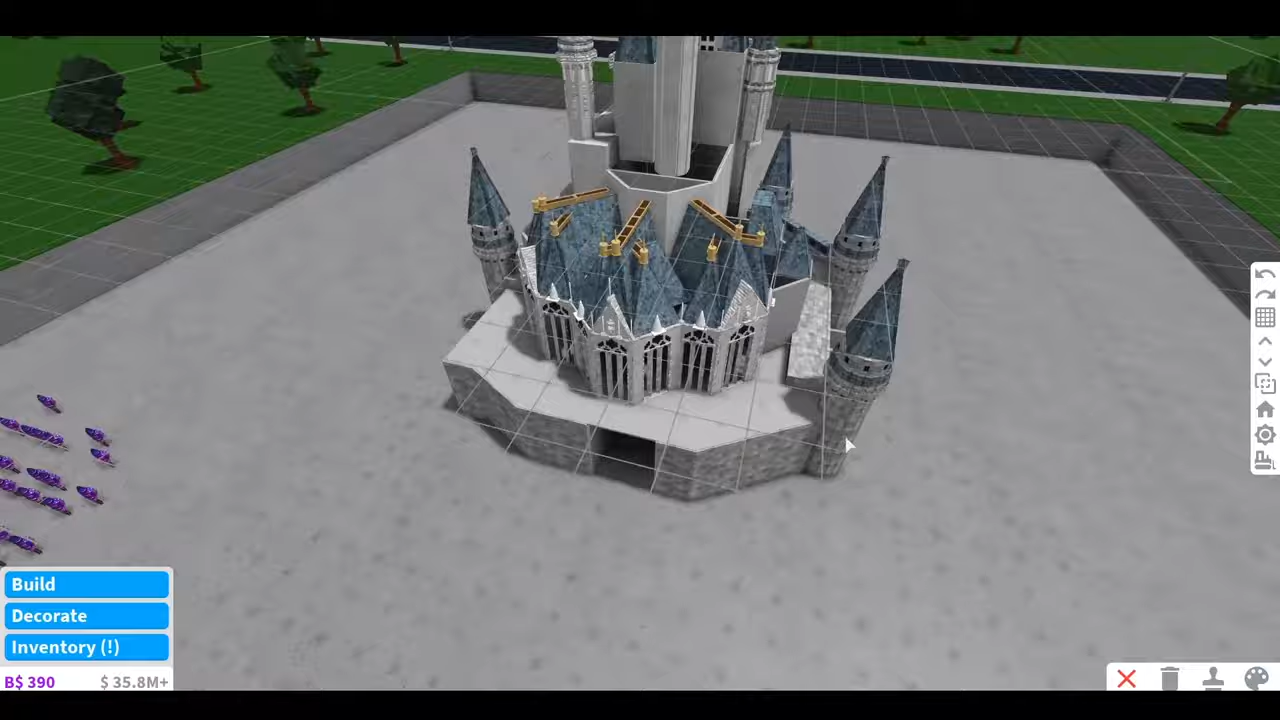 Build
Decorate
Inventory (!)
B$ 390 $ 35.8M+